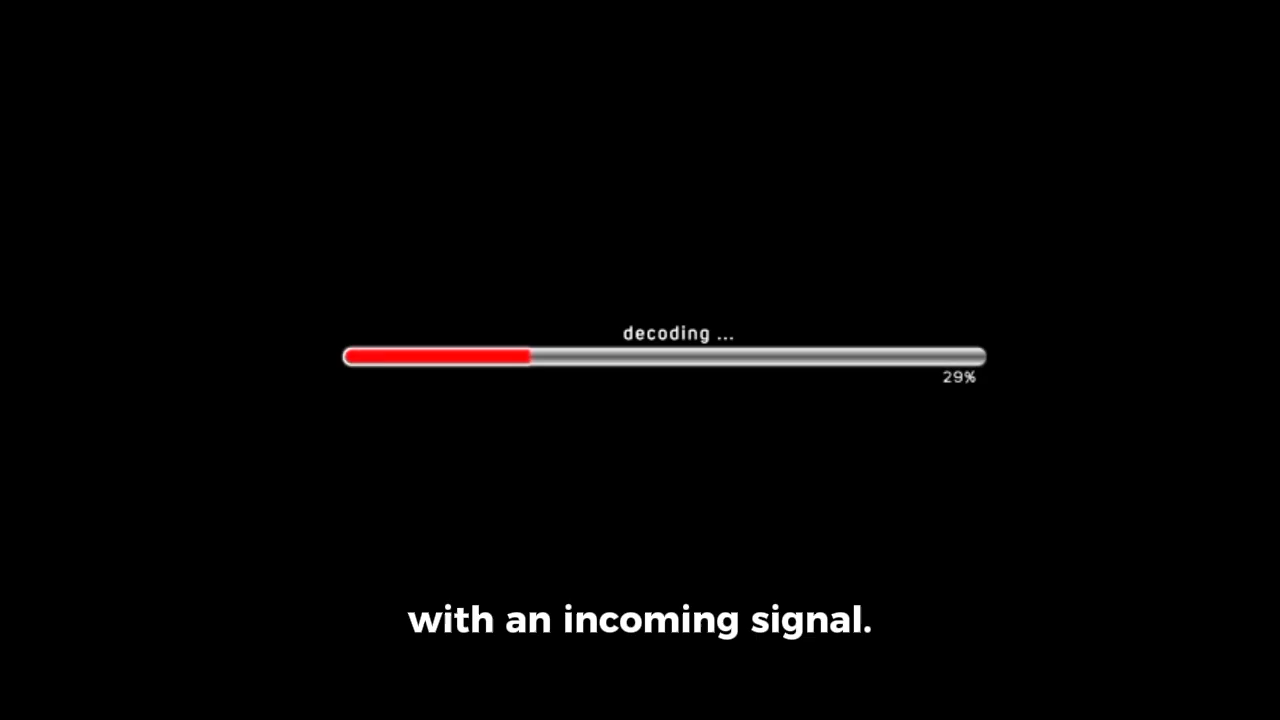 decoding ...
29%
with an incoming signal.